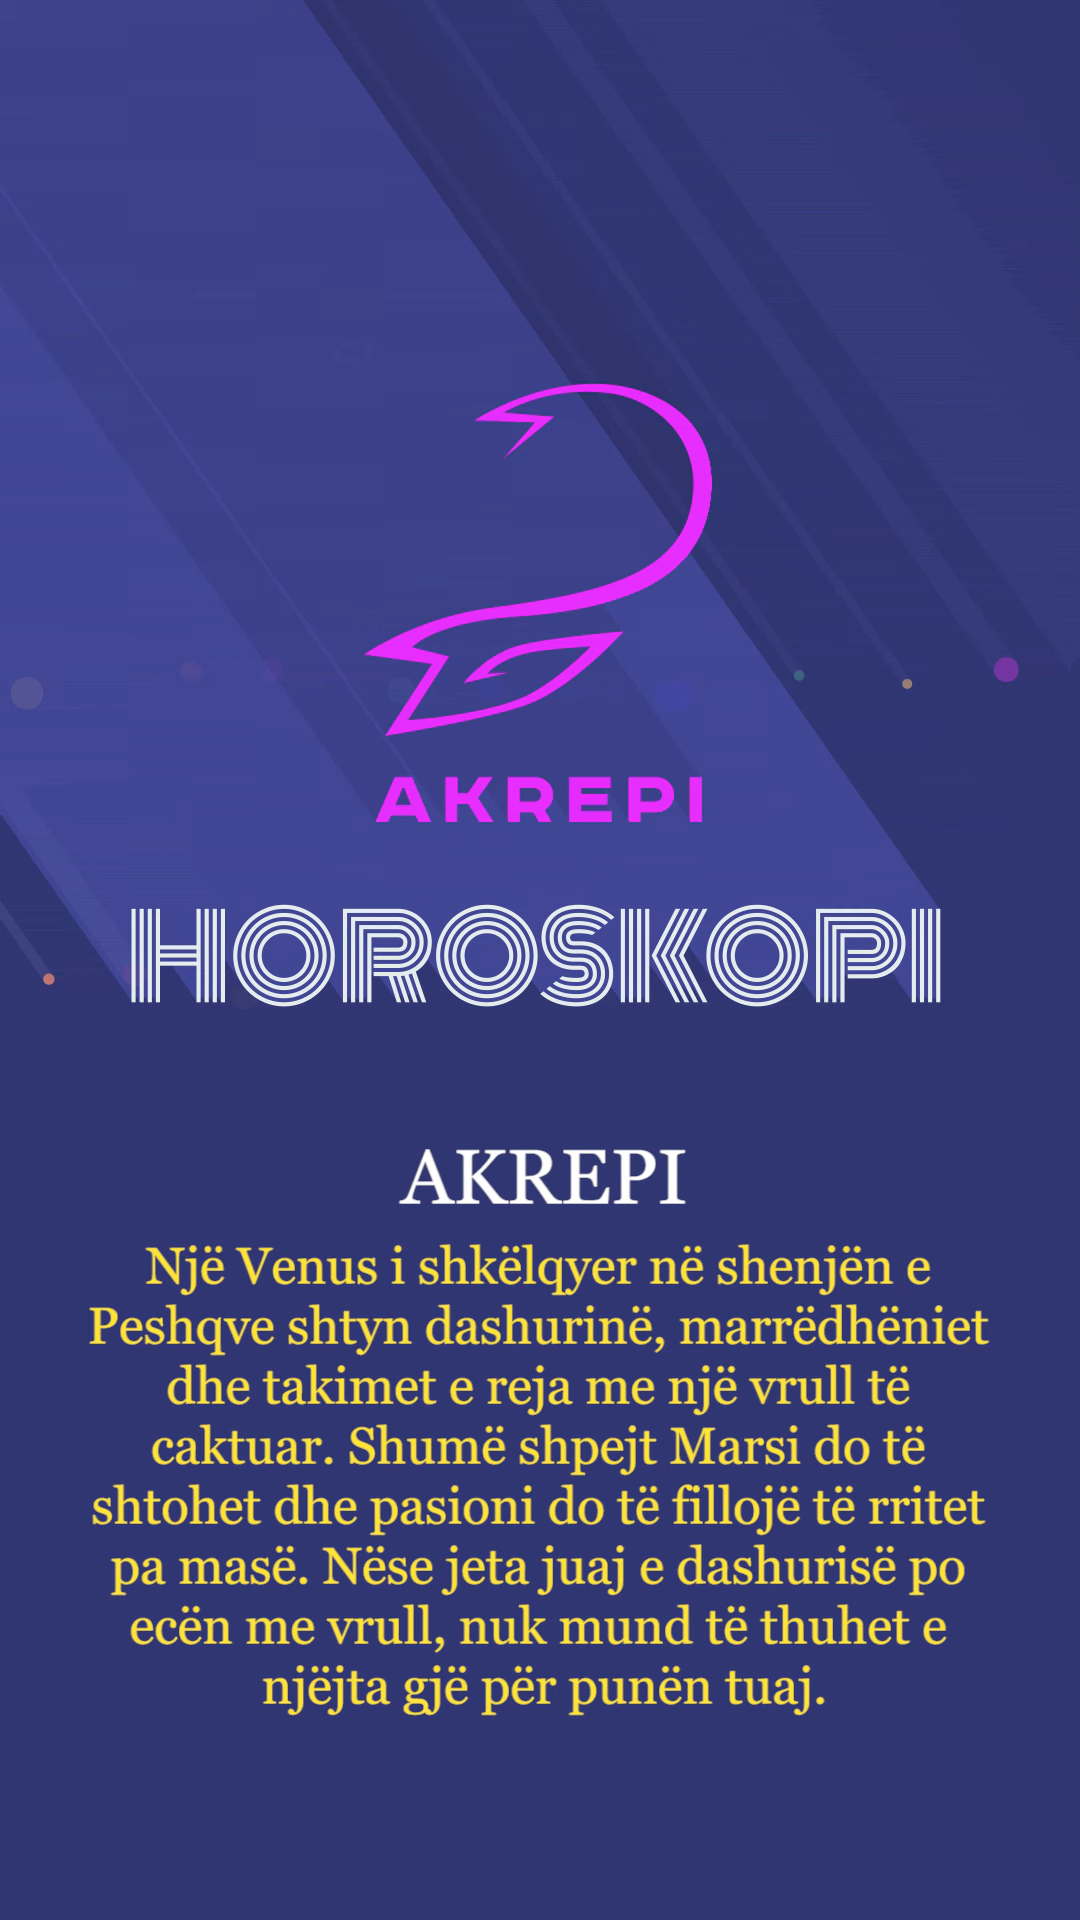 AKREPI
HOROSKOPI
AKREPI
Një Venus i shkëlqyer në shenjën e
Peshqve shtyn dashurinë, marrëdhëniet
dhe takimet e reja me një vrull të
caktuar. Shumë shpejt Marsi do të
shtohet dhe pasioni do të fillojë të rritet
pa masë. Nëse jeta juaj e dashurisë po
ecën me vrull, nuk mund të thuhet e
njëjta gjë për punën tuaj.